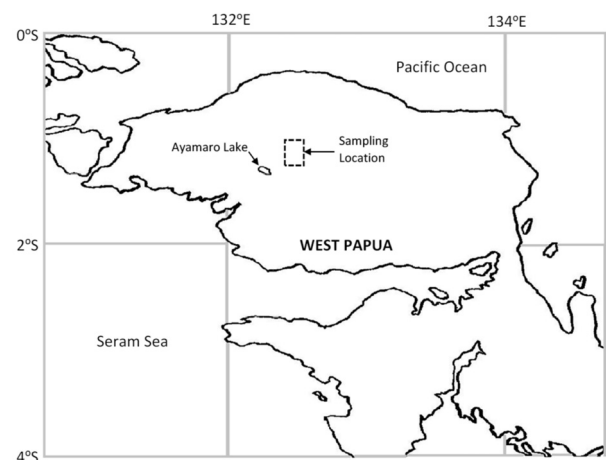 132ºE
134ºE
0ºS
Pacific Ocean
Ayamaro Lake
Sampling
Location
2ºS
WEST PAPUA
Seram Sea
4ºS